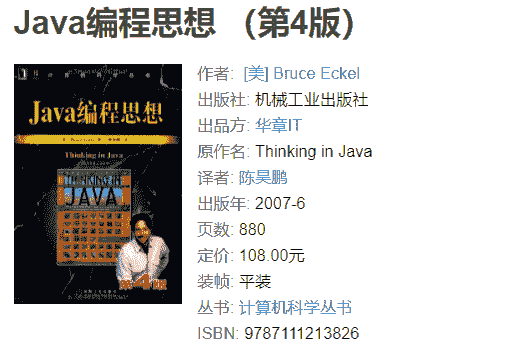 Java编程思想 （第4版）
作者: [美] Bruce Eckel
出版社: 机械工业出版社
出品方: 华章IT
原作名: Thinking in Java
译者: 陈昊鹏
出版年: 2007-6
页数: 880
定价: 108.00元
装帧: 平装
丛书: 计算机科学丛书
ISBN: 9787111213826
Java编程思想
Thinking in Java
THINKING IN
JAVA
第4版